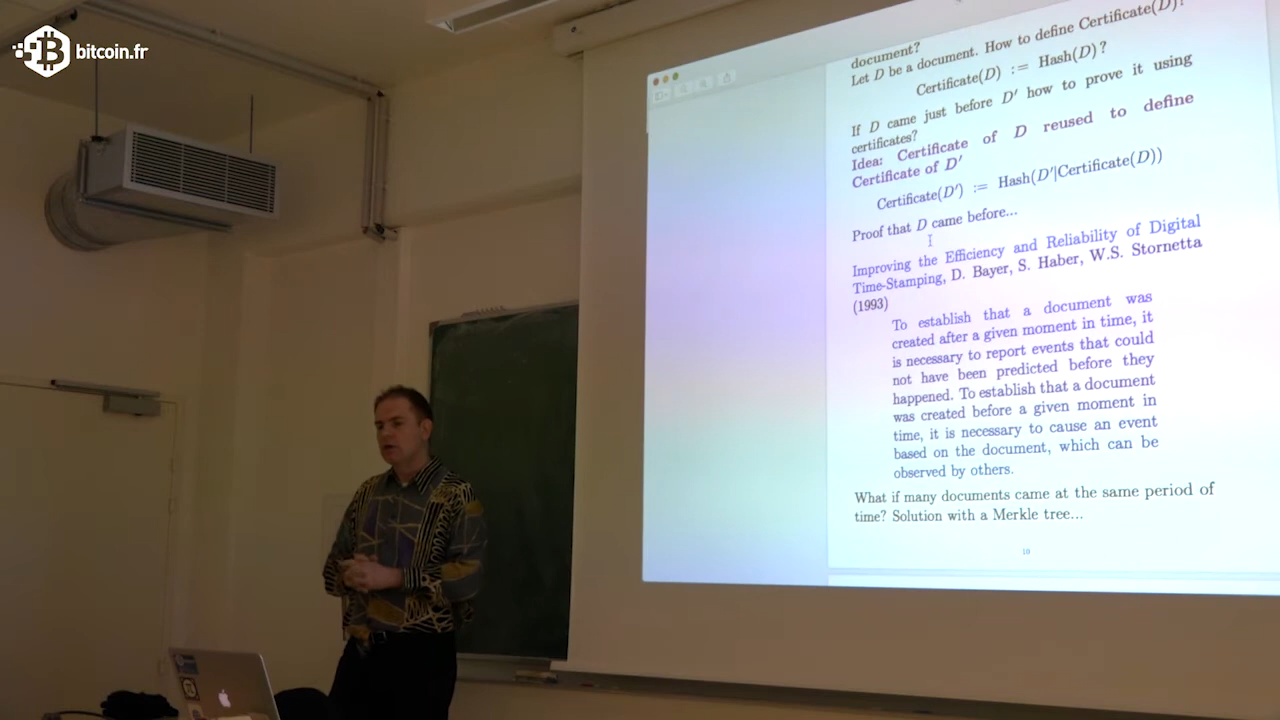 bitcoin.fr
document?
Let D be a document. How to define Certificate(D)?
Certificate(D) := Hash(D)?
If D came just before D′ how to prove it using
certificates?
Idea: Certificate of D reused to define
Certificate of D′
Certificate(D′) := Hash(D′|Certificate(D))
Proof that D came before...
Improving the Efficiency and Reliability of Digital
Time-Stamping, D. Bayer, S. Haber, W.S. Stornetta
(1993)
To establish that a document was
created after a given moment in time, it
is necessary to report events that could
not have been predicted before they
happened. To establish that a document
was created before a given moment in
time, it is necessary to cause an event
based on the document, which can be
observed by others.
What if many documents came at the same period of
time? Solution with a Merkle tree...
10